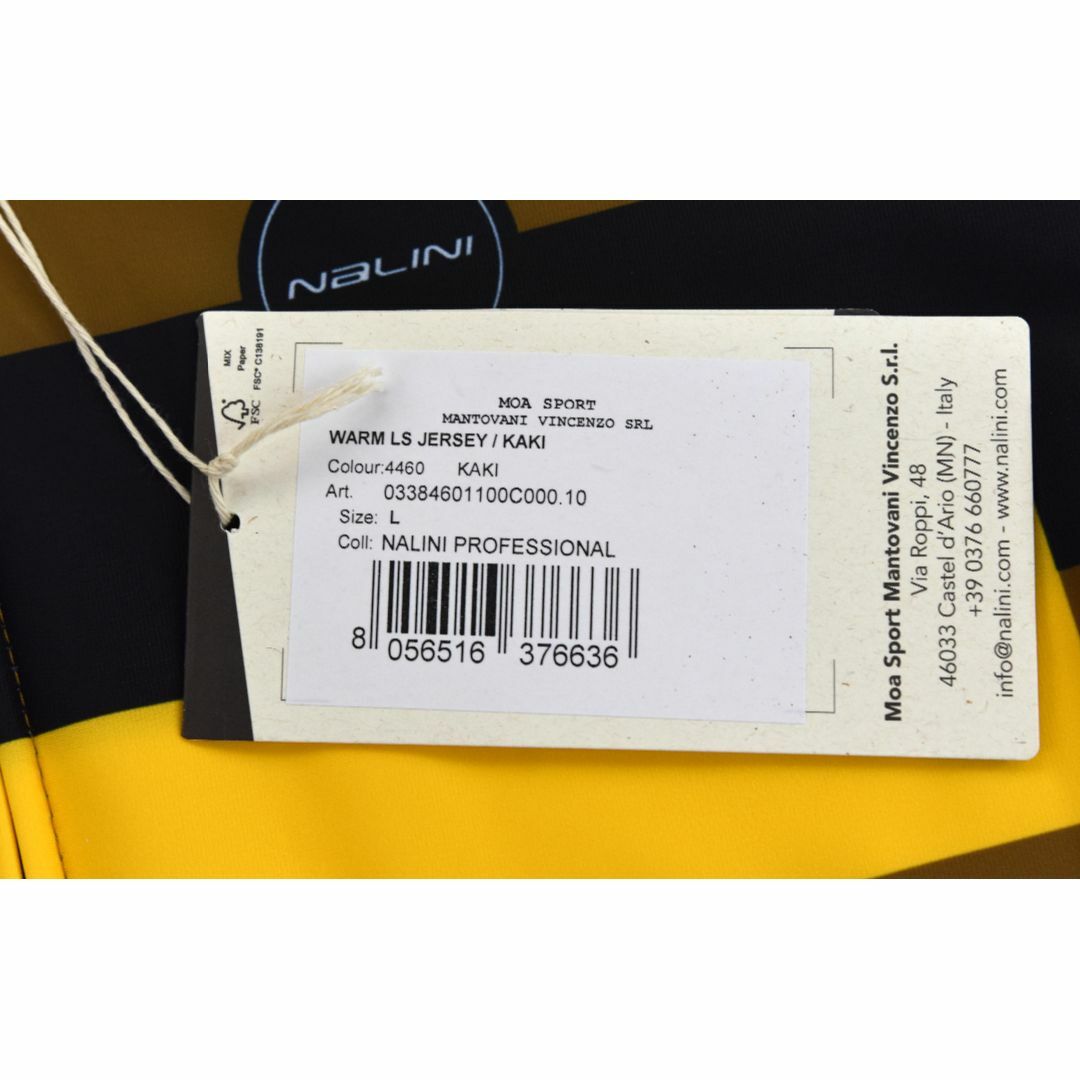 NALINI
MIX
Paper
FSC® C138191
FSC
MOA SPORT
MANTOVANI VINCENZO SRL
WARM LS JERSEY / KAKI
Colour:4460 KAKI
Art. 03384601100C000.10
Size: L
Coll: NALINI PROFESSIONAL
8 056516 376636
Moa Sport Mantovani Vincenzo S.r.l.
Via Roppi, 48
46033 Castel d'Ario (MN) - Italy
+39 0376 660777
info@nalini.com - www.nalini.com